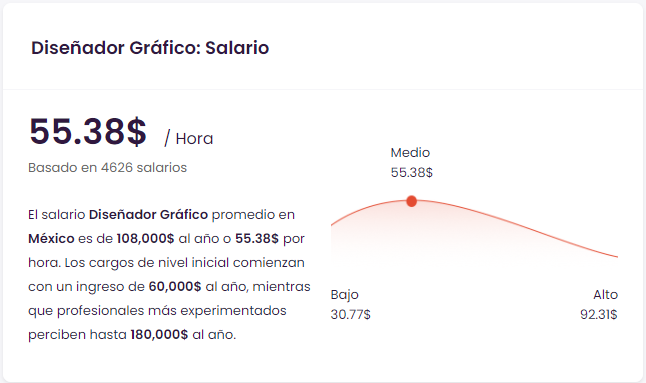 Diseñador Gráfico: Salario
55.38$ / Hora
Basado en 4626 salarios
El salario Diseñador Gráfico promedio en
México es de 108,000$ al año o 55.38$ por
hora. Los cargos de nivel inicial comienzan
con un ingreso de 60,000$ al año, mientras
que profesionales más experimentados
perciben hasta 180,000$ al año.
Medio
55.38$
Bajo
30.77$
Alto
92.31$